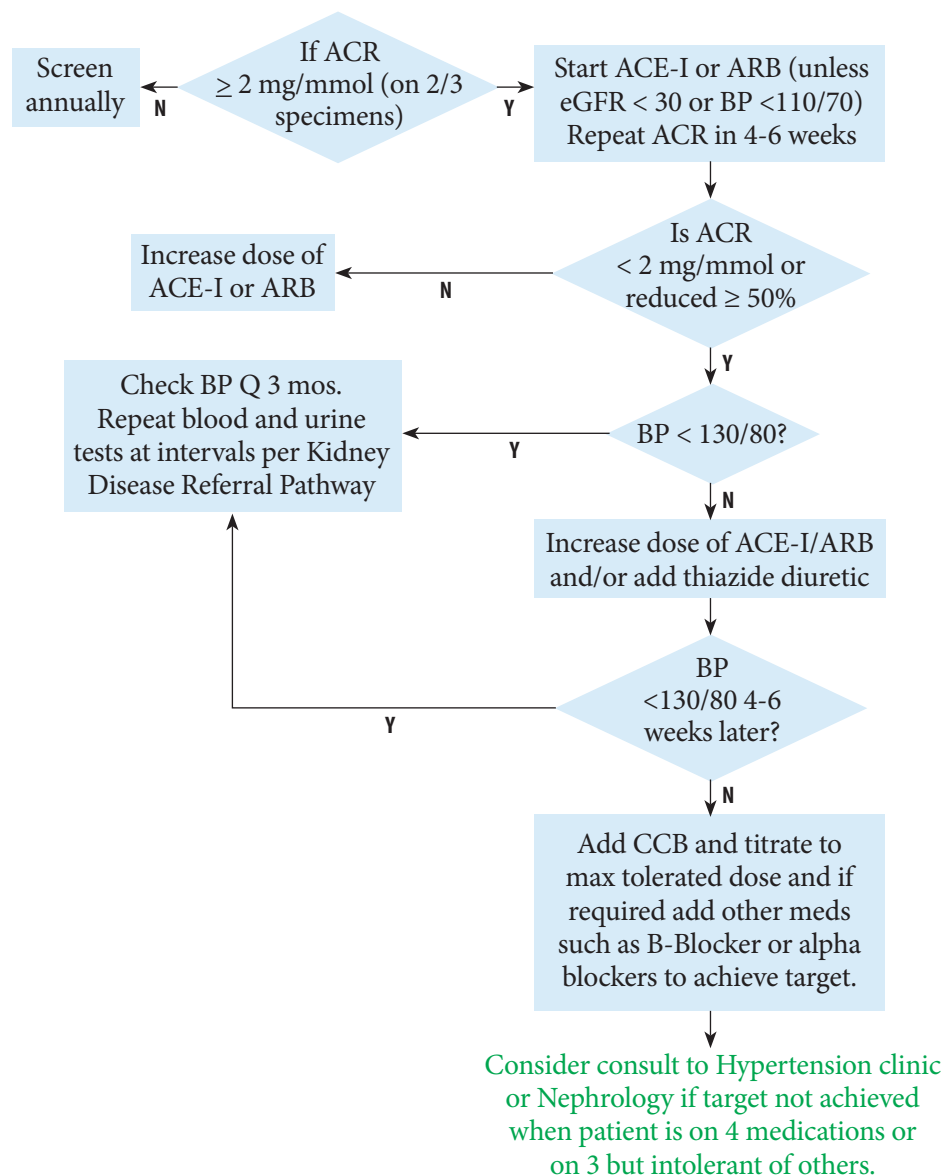 Screen
annually
N
If ACR
≥ 2 mg/mmol (on 2/3
specimens)
Y
Start ACE-I or ARB (unless
eGFR < 30 or BP <110/70)
Repeat ACR in 4-6 weeks
Is ACR
< 2 mg/mmol or
reduced ≥ 50%
N
Increase dose of
ACE-I or ARB
Y
BP < 130/80?
Y
Check BP Q 3 mos.
Repeat blood and urine
tests at intervals per Kidney
Disease Referral Pathway
N
Increase dose of ACE-I/ARB
and/or add thiazide diuretic
BP
<130/80 4-6
weeks later?
Y
N
Add CCB and titrate to
max tolerated dose and if
required add other meds
such as B-Blocker or alpha
blockers to achieve target.
Consider consult to Hypertension clinic
or Nephrology if target not achieved
when patient is on 4 medications or
on 3 but intolerant of others.